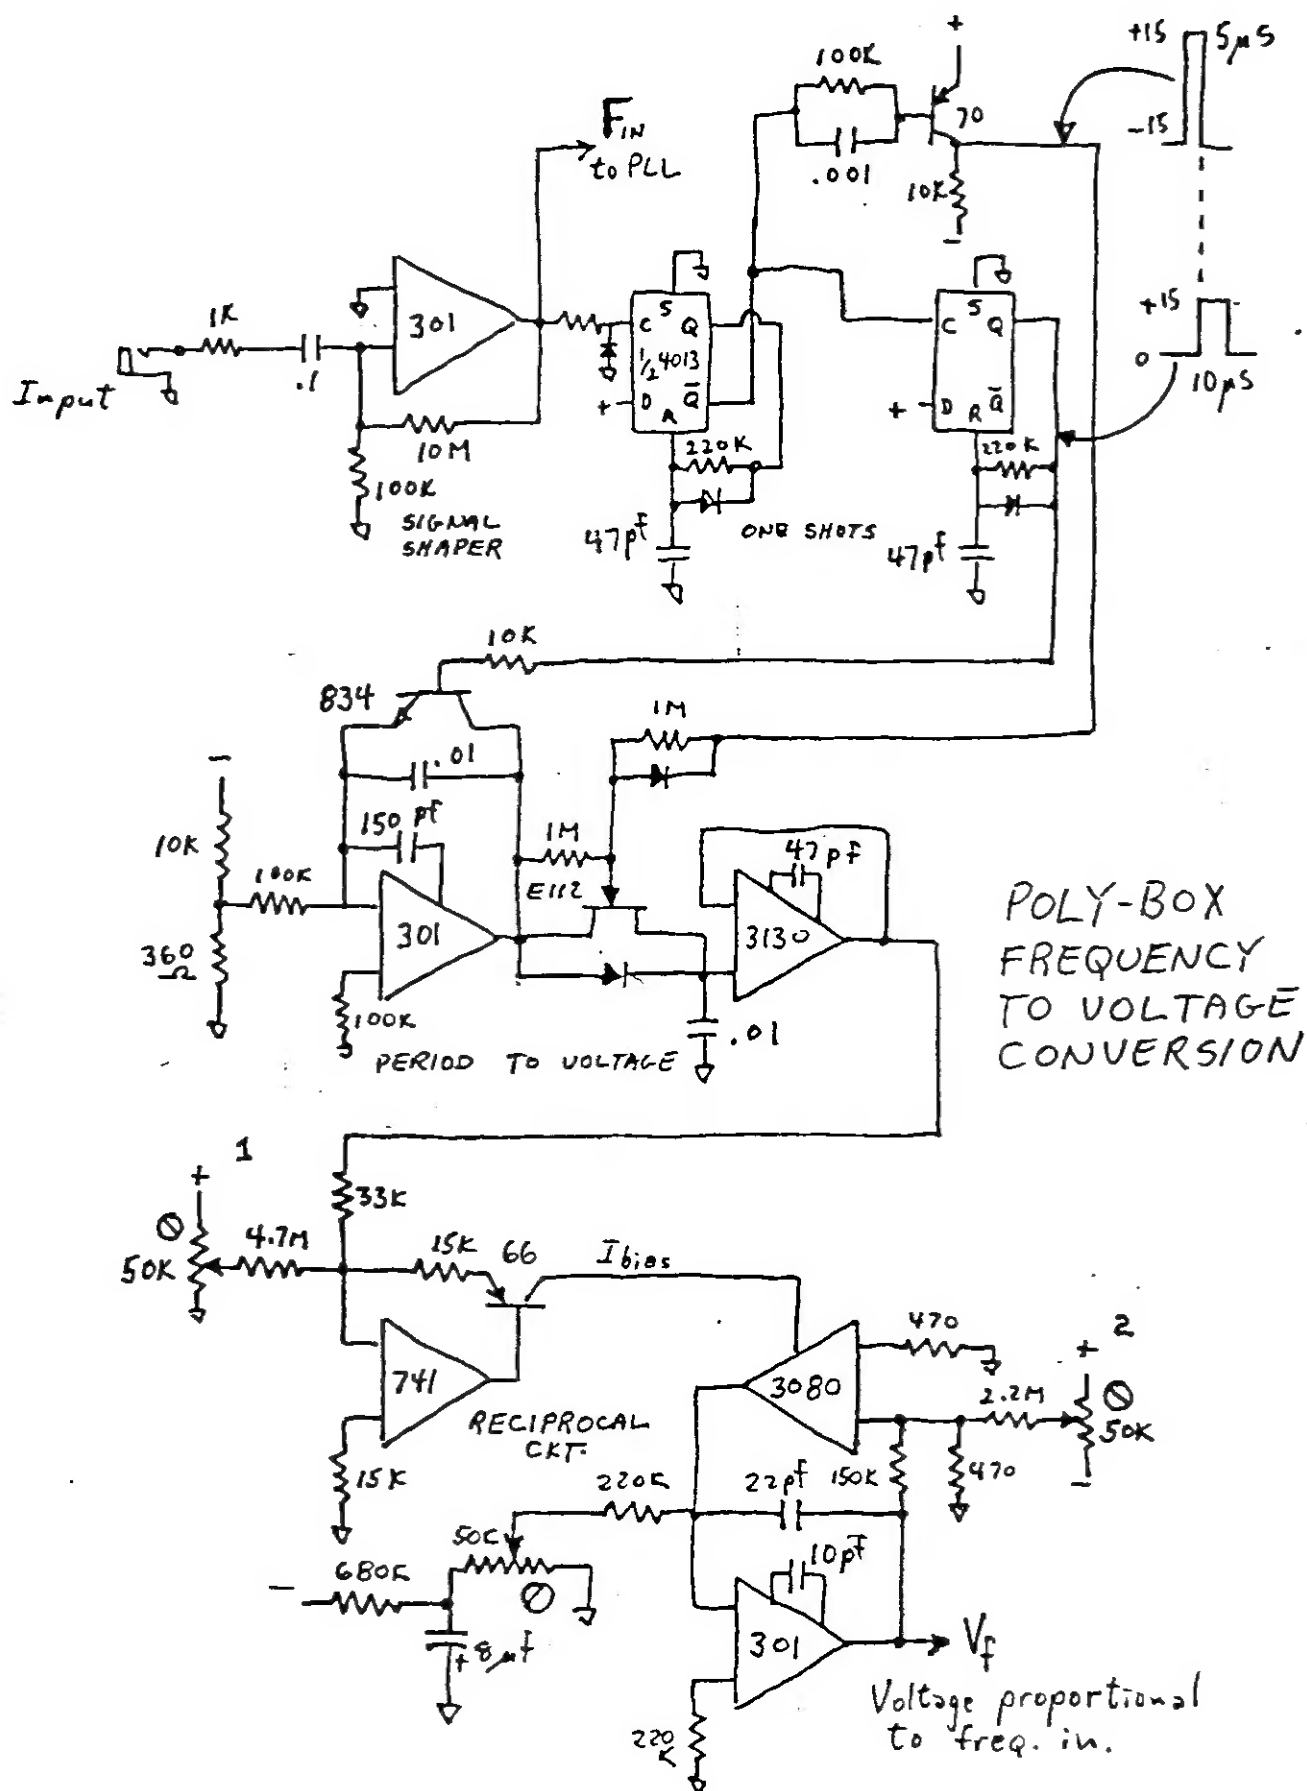 +
+15
5μS
-15
100K
70
.001
10K
-
F IN
to PLL
+15
0
10μS
1K
.1
Input
301
10M
100K
SIGNAL
SHAPER
S
C
Q
1/2 4013
D
Q̄
R
+
220K
47pf
ONE SHOTS
S
C
Q
D
Q̄
R
+
220K
47pf
10K
834
.01
150 pf
-
10K
360
Ω
100K
301
100K
PERIOD TO VOLTAGE
1M
1M
E112
47pf
3130
.01
POLY-BOX
FREQUENCY
TO VOLTAGE
CONVERSION
1
+
50K
4.7M
33K
15K
66
Ibias
741
15K
RECIPROCAL
CKT.
3080
470
2
+
2.2M
50K
-
470
150K
22pf
220K
50K
680K
-
+ 8μf
10pf
301
220
K
Vf
Voltage proportional
to freq. in.